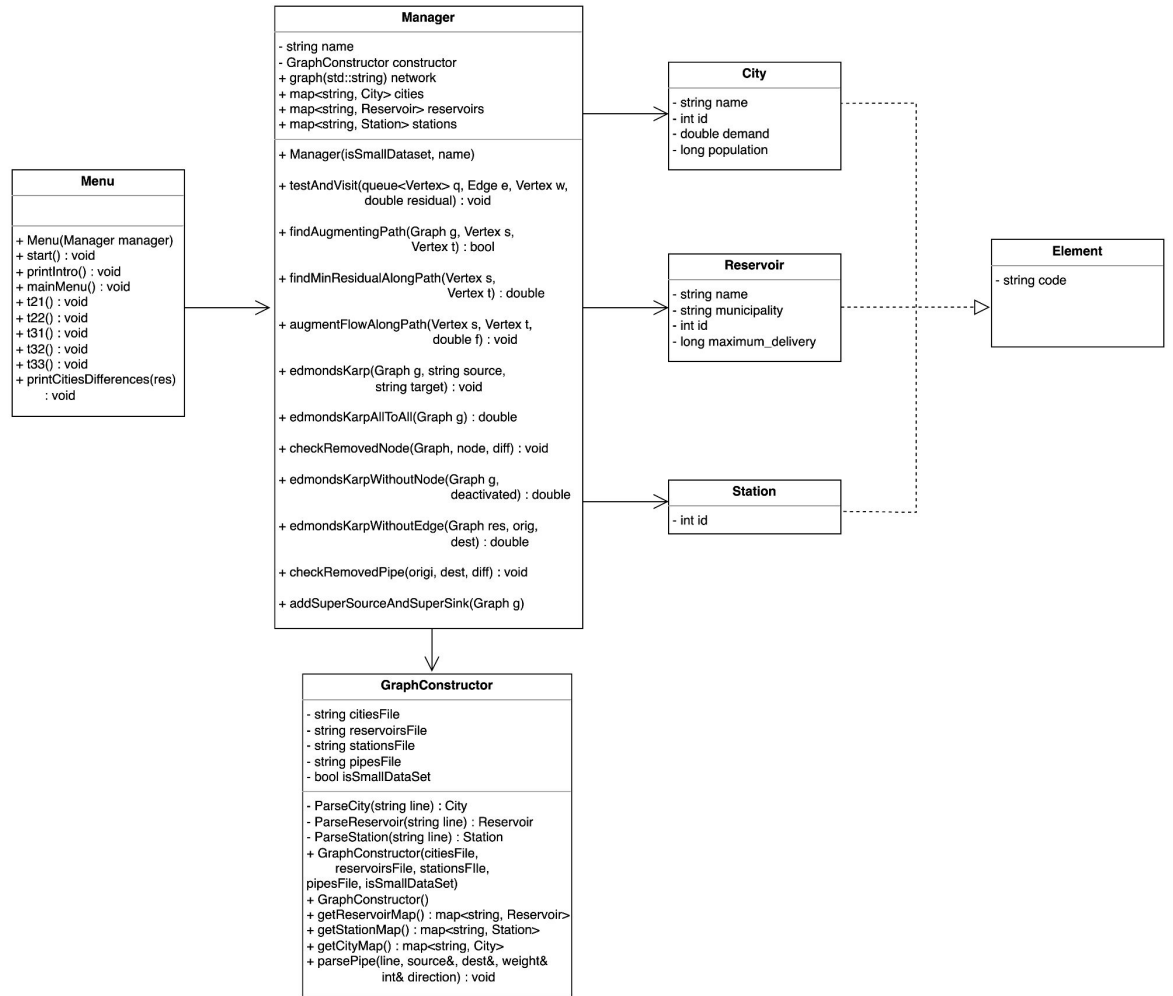 Menu
+ Menu(Manager manager)
+ start() : void
+ printIntro() : void
+ mainMenu() : void
+ t21() : void
+ t22() : void
+ t31() : void
+ t32() : void
+ t33() : void
+ printCitiesDifferences(res)
: void
Manager
- string name
- GraphConstructor constructor
+ graph(std::string) network
+ map<string, City> cities
+ map<string, Reservoir> reservoirs
+ map<string, Station> stations
+ Manager(isSmallDataset, name)
+ testAndVisit(queue<Vertex> q, Edge e, Vertex w,
double residual) : void
+ findAugmentingPath(Graph g, Vertex s,
Vertex t) : bool
+ findMinResidualAlongPath(Vertex s,
Vertex t) : double
+ augmentFlowAlongPath(Vertex s, Vertex t,
double f) : void
+ edmondsKarp(Graph g, string source,
string target) : void
+ edmondsKarpAllToAll(Graph g) : double
+ checkRemovedNode(Graph, node, diff) : void
+ edmondsKarpWithoutNode(Graph g,
deactivated) : double
+ edmondsKarpWithoutEdge(Graph res, orig,
dest) : double
+ checkRemovedPipe(origi, dest, diff) : void
+ addSuperSourceAndSuperSink(Graph g)
City
- string name
- int id
- double demand
- long population
Reservoir
- string name
- string municipality
- int id
- long maximum_delivery
Station
- int id
Element
- string code
GraphConstructor
- string citiesFile
- string reservoirsFile
- string stationsFile
- string pipesFile
- bool isSmallDataSet
- ParseCity(string line) : City
- ParseReservoir(string line) : Reservoir
- ParseStation(string line) : Station
+ GraphConstructor(citiesFile,
reservoirsFile, stationsFIle,
pipesFile, isSmallDataSet)
+ GraphConstructor()
+ getReservoirMap() : map<string, Reservoir>
+ getStationMap() : map<string, Station>
+ getCityMap() : map<string, City>
+ parsePipe(line, source&, dest&, weight&
int& direction) : void